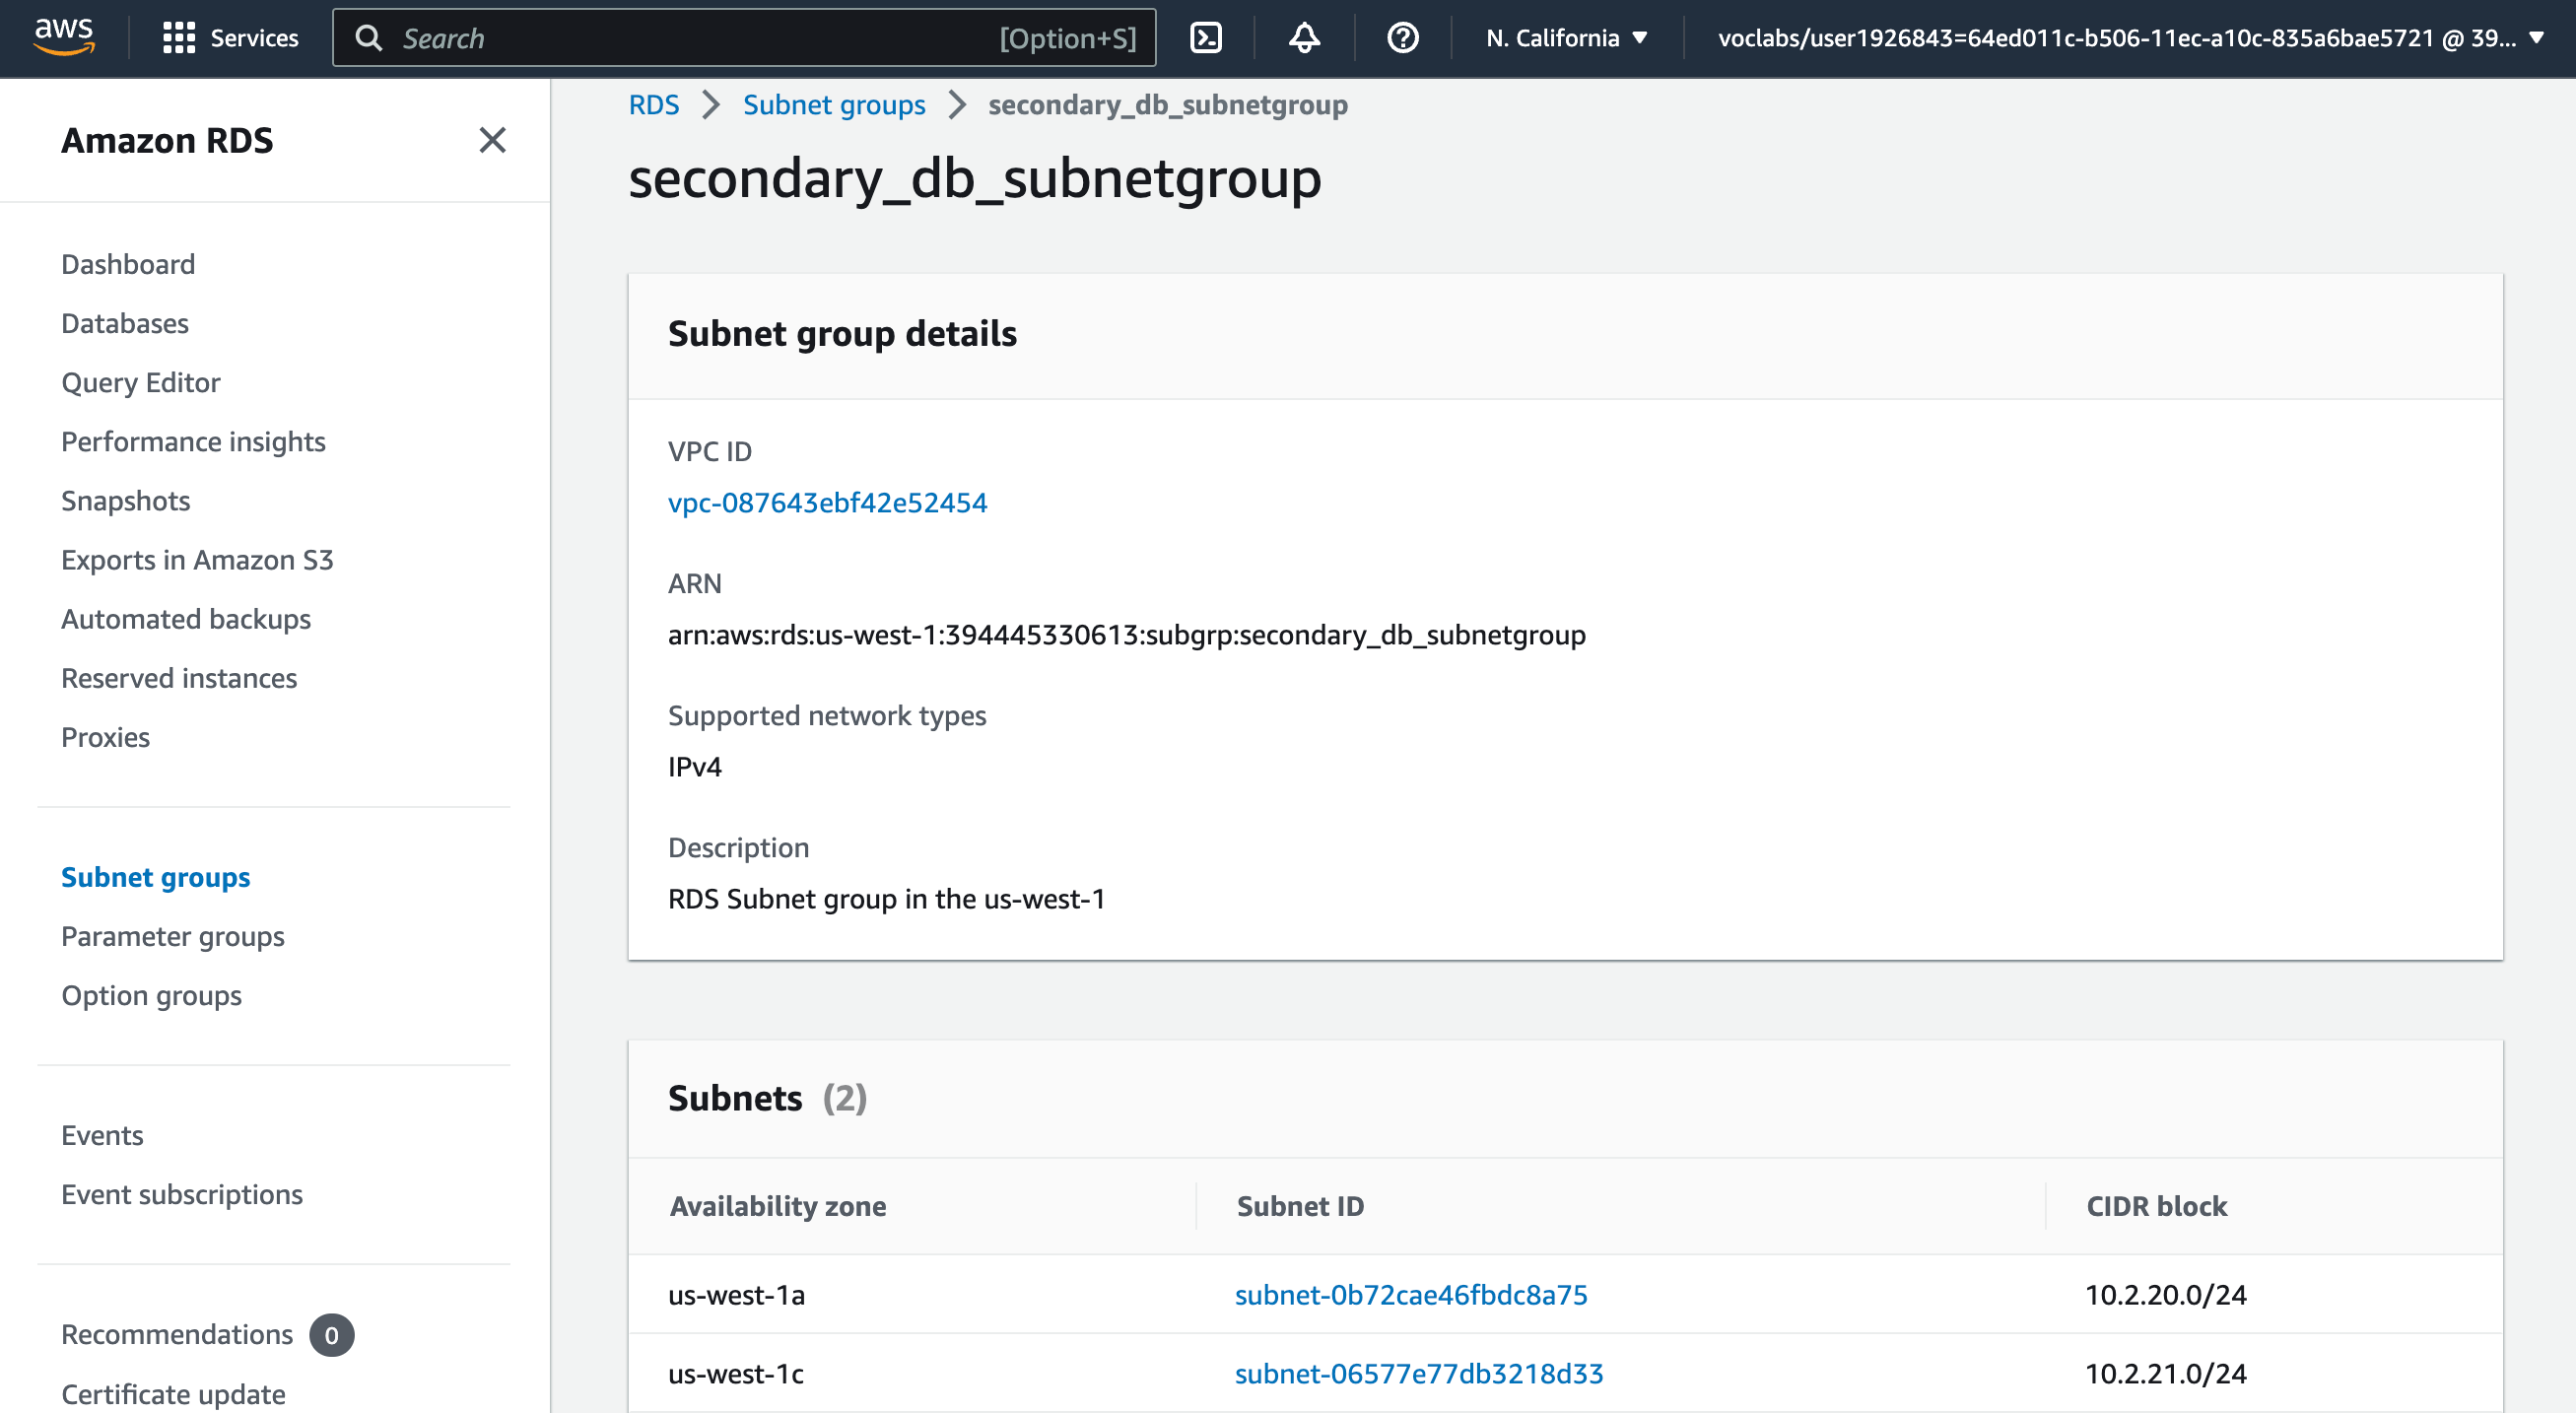 aws Services Search [Option+S] N. California voclabs/user1926843=64ed011c-b506-11ec-a10c-835a6bae5721 @ 39...
Amazon RDS
Dashboard
Databases
Query Editor
Performance insights
Snapshots
Exports in Amazon S3
Automated backups
Reserved instances
Proxies
Subnet groups
Parameter groups
Option groups
Events
Event subscriptions
Recommendations 0
Certificate update
RDS > Subnet groups > secondary_db_subnetgroup
secondary_db_subnetgroup
Subnet group details
VPC ID
vpc-087643ebf42e52454
ARN
arn:aws:rds:us-west-1:394445330613:subgrp:secondary_db_subnetgroup
Supported network types
IPv4
Description
RDS Subnet group in the us-west-1
Subnets (2)
Availability zone Subnet ID CIDR block
us-west-1a subnet-0b72cae46fbdc8a75 10.2.20.0/24
us-west-1c subnet-06577e77db3218d33 10.2.21.0/24